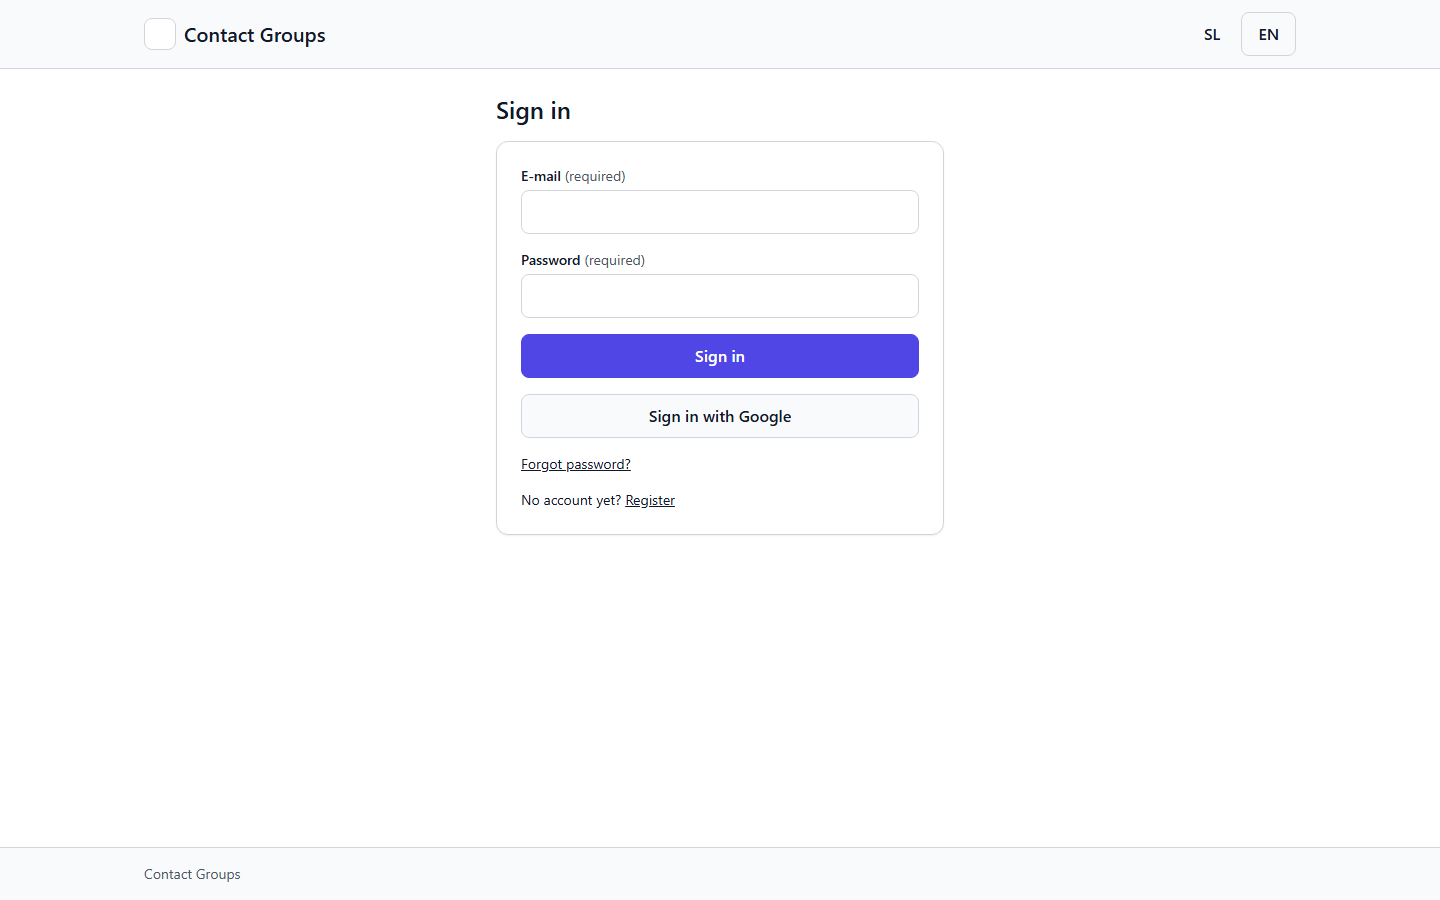 Contact Groups
SL
EN
Sign in
E-mail (required)
Password (required)
Sign in
Sign in with Google
Forgot password?
No account yet? Register
Contact Groups